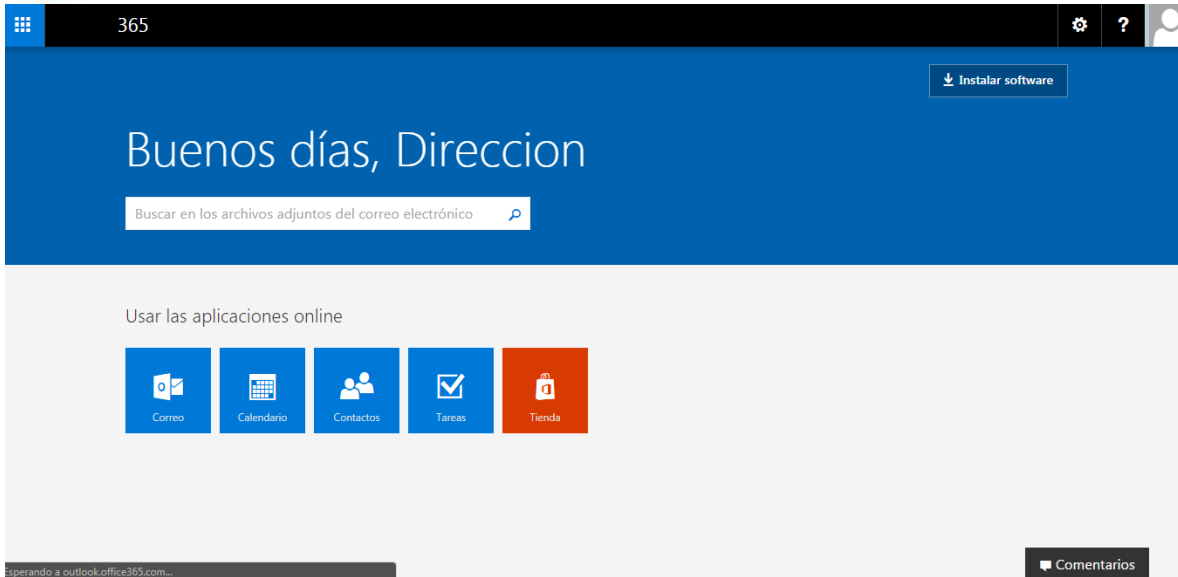 365
?
Instalar software
Buenos días, Direccion
Buscar en los archivos adjuntos del correo electrónico
Usar las aplicaciones online
Correo
Calendario
Contactos
Tareas
Tienda
Comentarios
Esperando a outlook.office365.com...